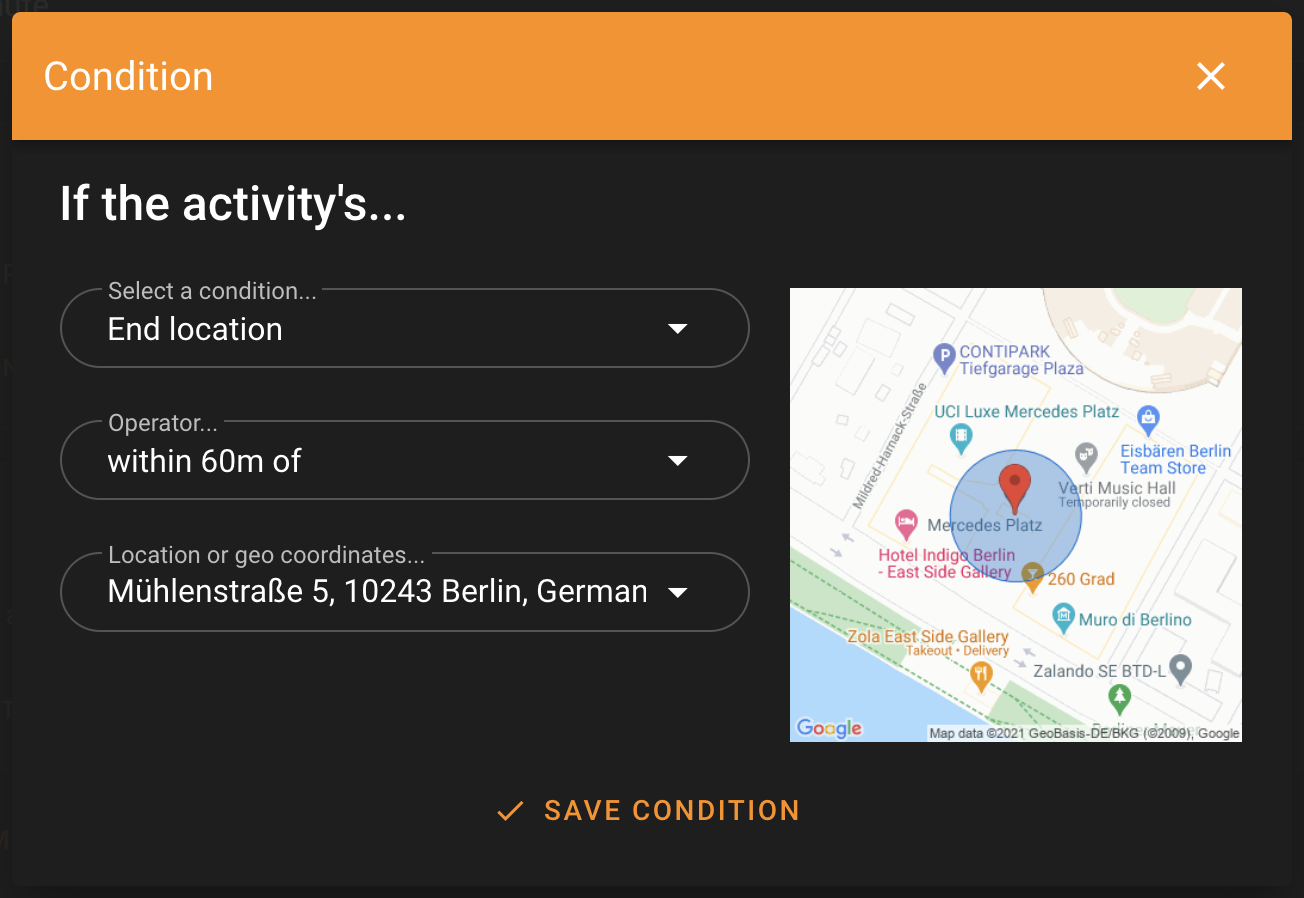 Condition
If the activity's...
Select a condition...
End location
Operator...
within 60m of
Location or geo coordinates...
Mühlenstraße 5, 10243 Berlin, German
P CONTIPARK
Tiefgarage Plaza
UCI Luxe Mercedes Platz
Mildred-Harnack-Straße
Eisbären Berlin
Team Store
Verti Music Hall
Temporarily closed
Mercedes Platz
Hotel Indigo Berlin
- East Side Gallery
260 Grad
Muro di Berlino
Zola East Side Gallery
Takeout • Delivery
Zalando SE BTD-L
Google
Map data ©2021 GeoBasis-DE/BKG (©2009), Google
SAVE CONDITION